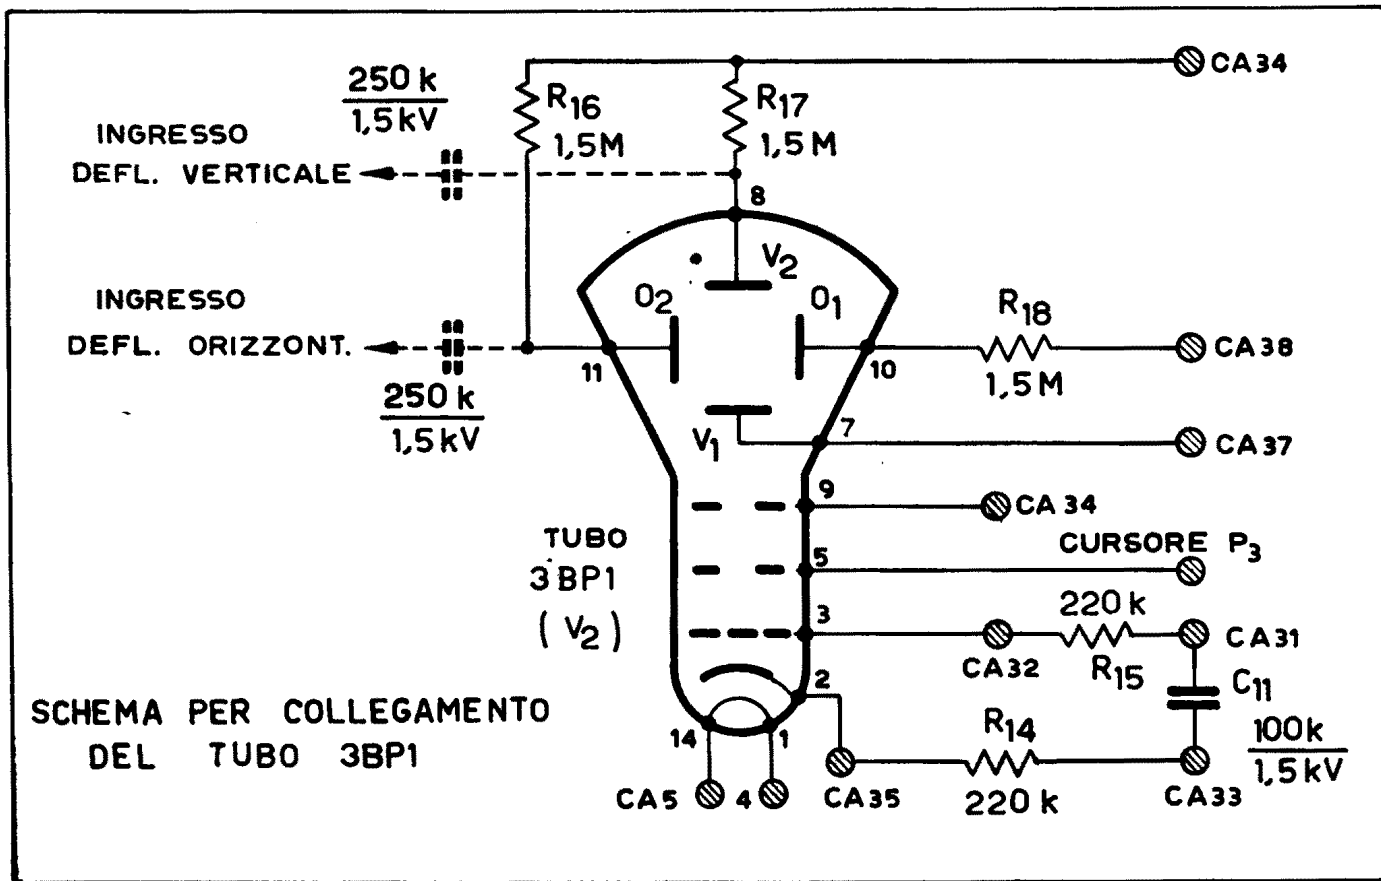 CA34
250 k
1,5 kV
R16
1,5M
R17
1,5 M
INGRESSO
DEFL. VERTICALE
8
V2
O2
O1
INGRESSO
DEFL. ORIZZONT.
R18
1,5 M
CA38
11
10
250 k
1,5 kV
V1
7
CA37
9
CA 34
TUBO
3BP1
(V2)
5
CURSORE P3
3
220 k
CA32
R15
CA31
2
C11
100k
1,5 kV
SCHEMA PER COLLEGAMENTO
DEL TUBO 3BP1
14
1
R14
220 k
CA5
4
CA35
CA33